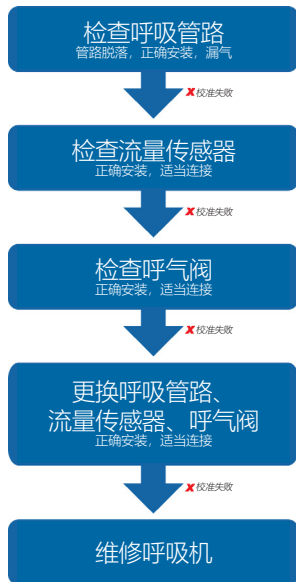 检查呼吸管路
管路脱落，正确安装，漏气
✘校准失败
检查流量传感器
正确安装，适当连接
✘校准失败
检查呼气阀
正确安装，适当连接
✘校准失败
更换呼吸管路、
流量传感器、呼气阀
正确安装，适当连接
✘校准失败
维修呼吸机